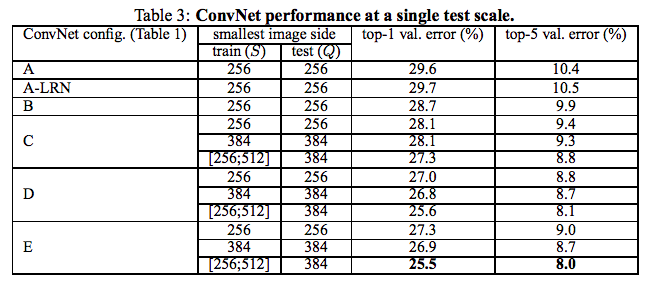 Table 3: ConvNet performance at a single test scale.
ConvNet config. (Table 1) smallest image side top-1 val. error (%) top-5 val. error (%)
train (S) test (Q)
A 256 256 29.6 10.4
A-LRN 256 256 29.7 10.5
B 256 256 28.7 9.9
C 256 256 28.1 9.4
384 384 28.1 9.3
[256;512] 384 27.3 8.8
D 256 256 27.0 8.8
384 384 26.8 8.7
[256;512] 384 25.6 8.1
E 256 256 27.3 9.0
384 384 26.9 8.7
[256;512] 384 25.5 8.0